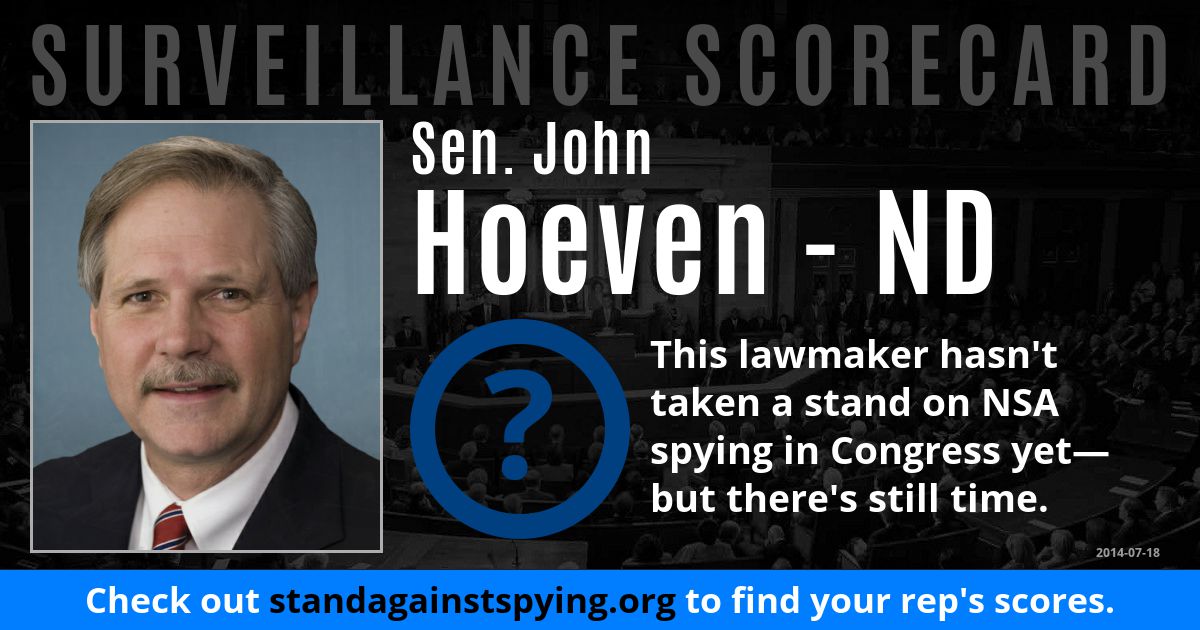 SURVEILLANCE SCORECARD
Sen. John
Hoeven - ND
?
This lawmaker hasn't
taken a stand on NSA
spying in Congress yet—
but there's still time.
2014-07-18
Check out standagainstspying.org to find your rep's scores.